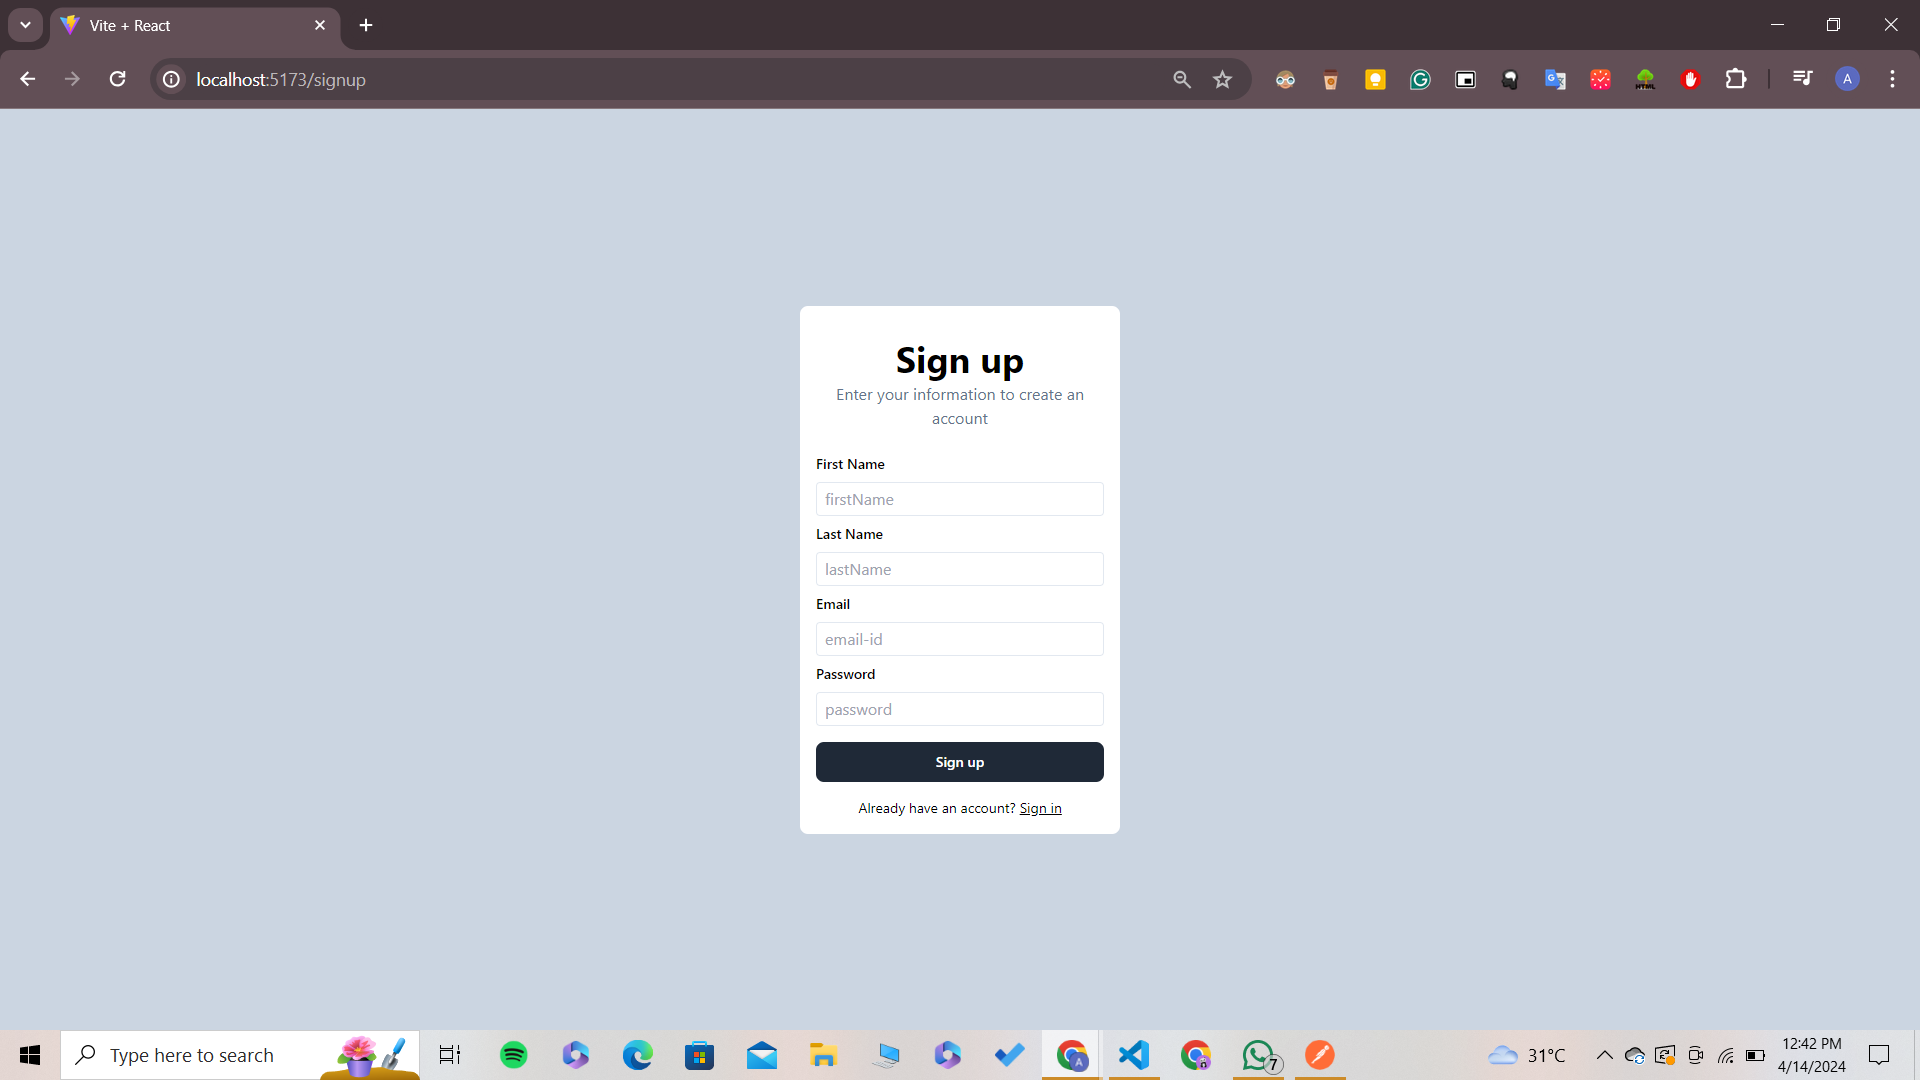 Vite + React
localhost:5173/signup
A
HTML
Sign up
Enter your information to create an
account
First Name
firstName
Last Name
lastName
Email
email-id
Password
password
Sign up
Already have an account? Sign in
Type here to search
A
7
31°C
12:42 PM
4/14/2024